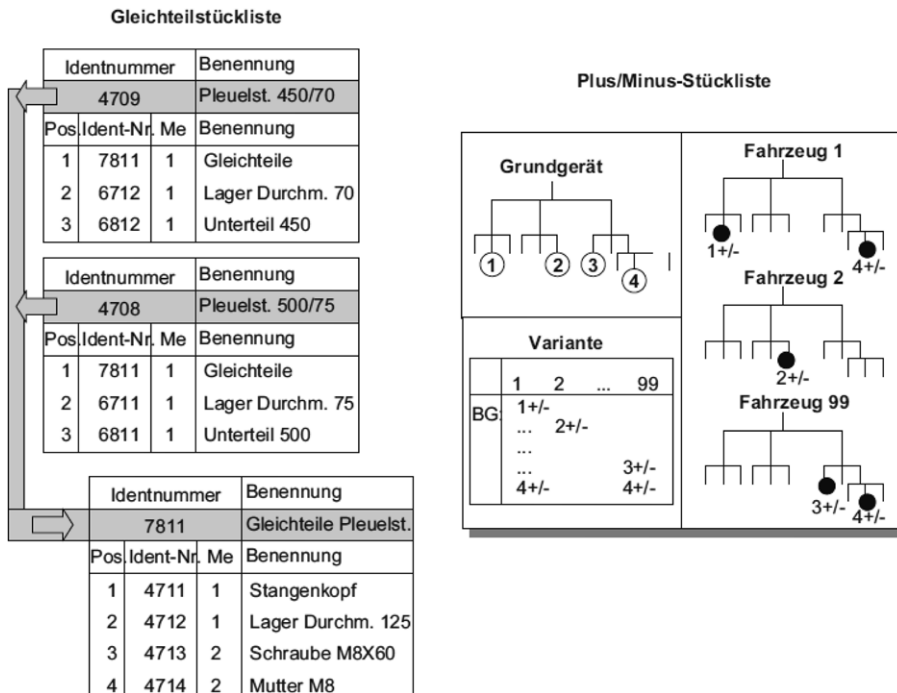 Gleichteilstückliste
Identnummer Benennung
4709 Pleuelst. 450/70
Pos. Ident-Nr. Me Benennung
1 7811 1 Gleichteile
2 6712 1 Lager Durchm. 70
3 6812 1 Unterteil 450
Identnummer Benennung
4708 Pleuelst. 500/75
Pos. Ident-Nr. Me Benennung
1 7811 1 Gleichteile
2 6711 1 Lager Durchm. 75
3 6811 1 Unterteil 500
Identnummer Benennung
7811 Gleichteile Pleuelst.
Pos. Ident-Nr. Me Benennung
1 4711 1 Stangenkopf
2 4712 1 Lager Durchm. 125
3 4713 2 Schraube M8X60
4 4714 2 Mutter M8
Plus/Minus-Stückliste
Grundgerät
1 2 3
4
Variante
1 2 ... 99
BG:
1+/-
... 2+/-
...
... 3+/-
4+/- 4+/-
Fahrzeug 1
1+/-
4+/-
Fahrzeug 2
2+/-
Fahrzeug 99
3+/-
4+/-